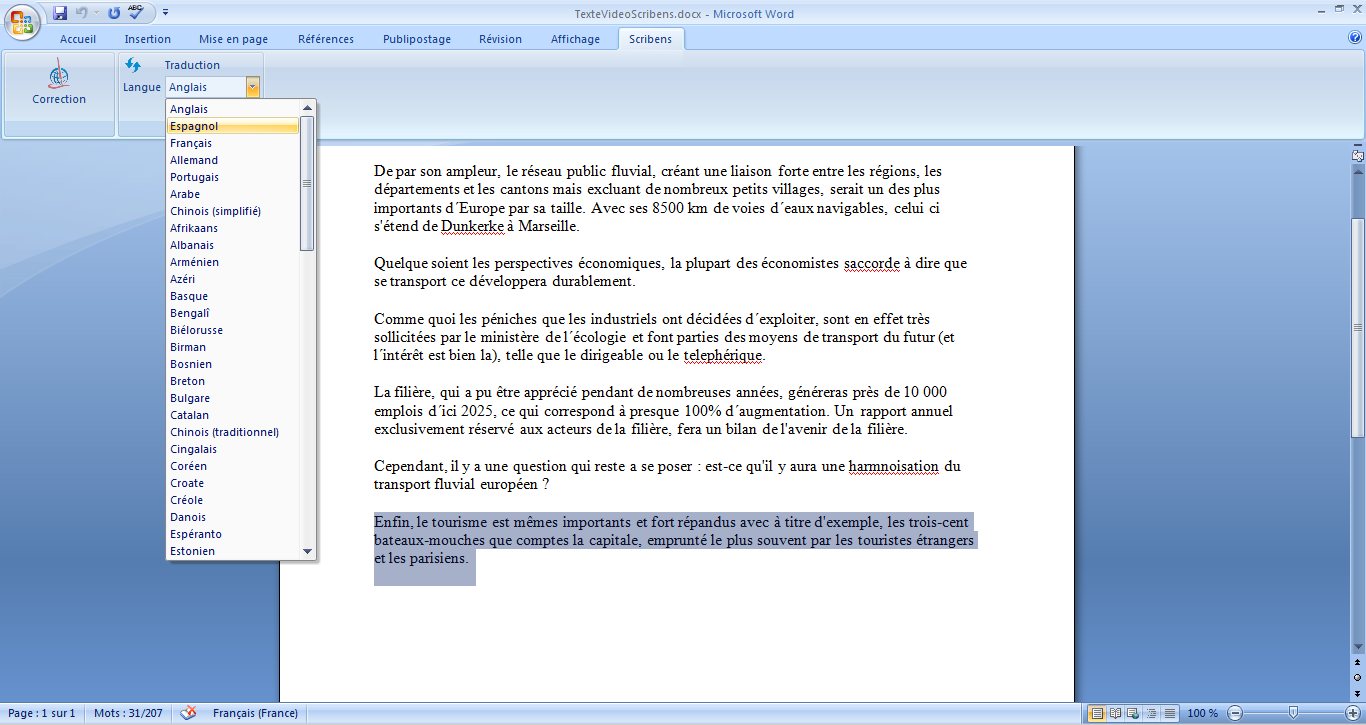 TexteVideoScribens.docx - Microsoft Word
Accueil
Insertion
Mise en page
Références
Publipostage
Révision
Affichage
Scribens
Correction
Traduction
Langue
Anglais
Anglais
Espagnol
Français
Allemand
Portugais
Arabe
Chinois (simplifié)
Afrikaans
Albanais
Arménien
Azéri
Basque
Bengalî
Biélorusse
Birman
Bosnien
Breton
Bulgare
Catalan
Chinois (traditionnel)
Cingalais
Coréen
Croate
Créole
Danois
Espéranto
Estonien
De par son ampleur, le réseau public fluvial, créant une liaison forte entre les régions, les
départements et les cantons mais excluant de nombreux petits villages, serait un des plus
importants d´Europe par sa taille. Avec ses 8500 km de voies d´eaux navigables, celui ci
s'étend de Dunkerke à Marseille.
Quelque soient les perspectives économiques, la plupart des économistes saccorde à dire que
se transport ce développera durablement.
Comme quoi les péniches que les industriels ont décidées d´exploiter, sont en effet très
sollicitées par le ministère de l´écologie et font parties des moyens de transport du futur (et
l´intérêt est bien la), telle que le dirigeable ou le telephérique.
La filière, qui a pu être apprécié pendant de nombreuses années, généreras près de 10 000
emplois d´ici 2025, ce qui correspond à presque 100% d´augmentation. Un rapport annuel
exclusivement réservé aux acteurs de la filière, fera un bilan de l'avenir de la filière.
Cependant, il y a une question qui reste a se poser : est-ce qu'il y aura une harmnoisation du
transport fluvial européen ?
Enfin, le tourisme est mêmes importants et fort répandus avec à titre d'exemple, les trois-cent
bateaux-mouches que comptes la capitale, emprunté le plus souvent par les touristes étrangers
et les parisiens.
Page : 1 sur 1
Mots : 31/207
Français (France)
100 %